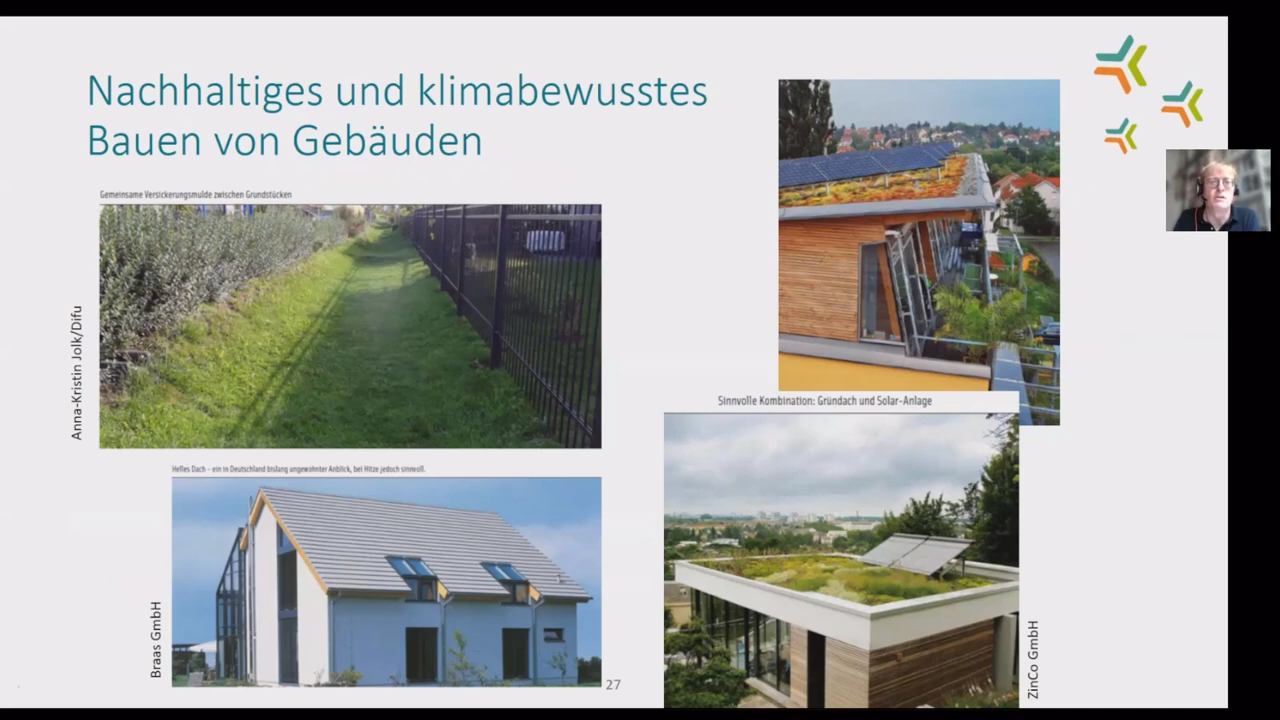 Nachhaltiges und klimabewusstes
Bauen von Gebäuden
Gemeinsame Versickerungsmulde zwischen Grundstücken
Anna-Kristin Jolk/Difu
Helles Dach – ein in Deutschland bislang ungewohnter Anblick, bei Hitze jedoch sinnvoll.
Braas GmbH
Sinnvolle Kombination: Gründach und Solar-Anlage
ZinCo GmbH
27